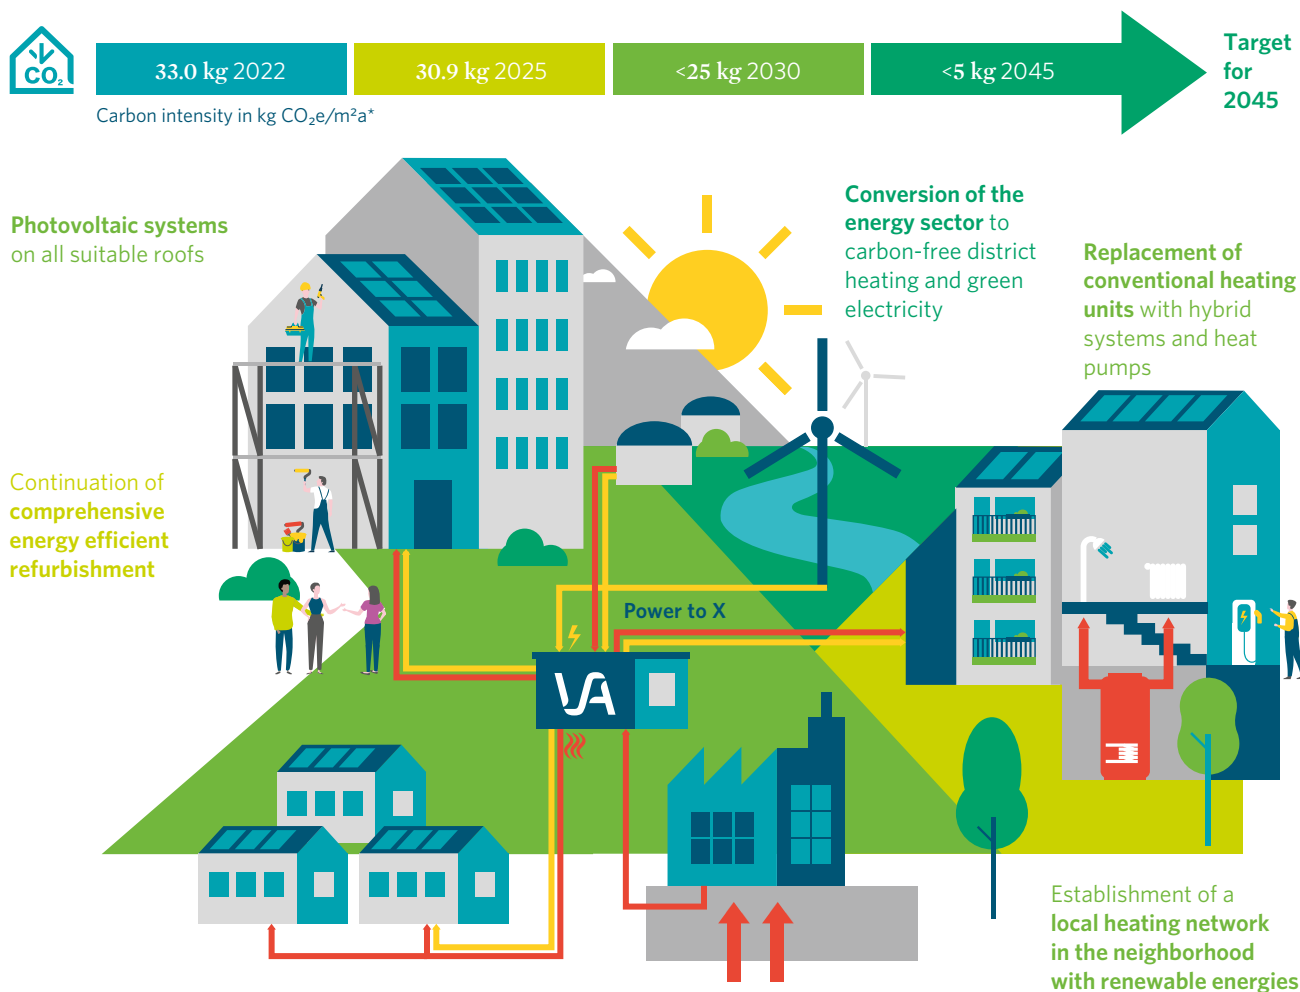 CO₂
33.0 kg 2022
30.9 kg 2025
<25 kg 2030
<5 kg 2045
Target
for
2045
Carbon intensity in kg CO₂e/m²a*
Photovoltaic systems
on all suitable roofs
Conversion of the
energy sector to
carbon-free district
heating and green
electricity
Replacement of
conventional heating
units with hybrid
systems and heat
pumps
Continuation of
comprehensive
energy efficient
refurbishment
Power to X
VA
Establishment of a
local heating network
in the neighborhood
with renewable energies